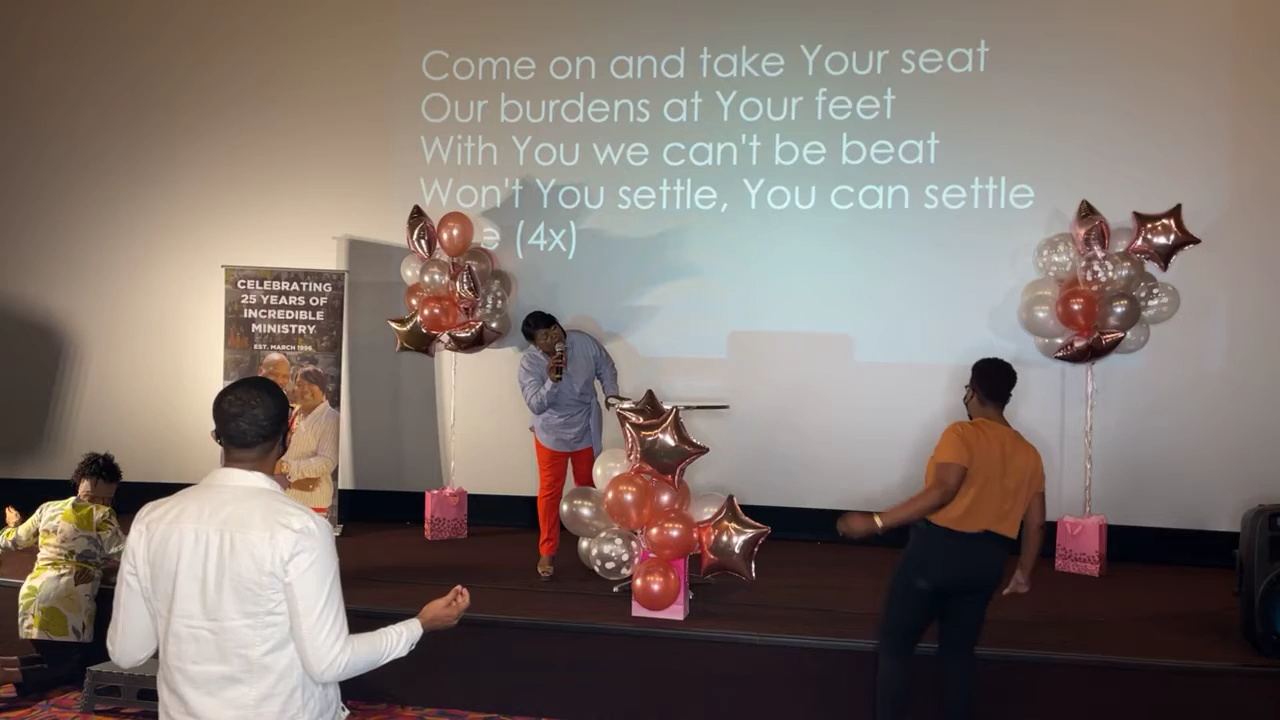 Come on and take Your seat
Our burdens at Your feet
With You we can't be beat
Won't You settle, You can settle
(4x)
CELEBRATING
25 YEARS OF
INCREDIBLE
MINISTRY
EST. MARCH 1996